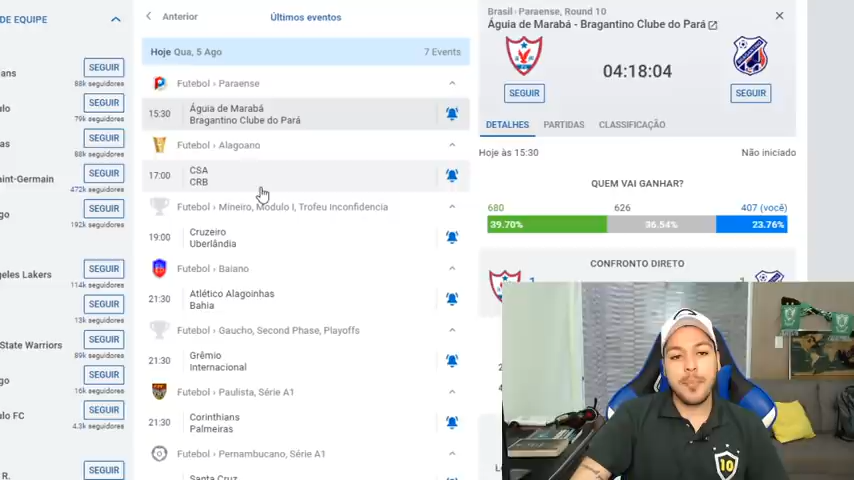 DE EQUIPE
ans
SEGUIR
88k seguidores
ulo
SEGUIR
79k seguidores
as
SEGUIR
88k seguidores
aint-Germain
SEGUIR
472k seguidores
go
SEGUIR
192k seguidores
geles Lakers
SEGUIR
114k seguidores
SEGUIR
13k seguidores
State Warriors
SEGUIR
89k seguidores
go
SEGUIR
16k seguidores
ulo FC
SEGUIR
4.3k seguidores
R.
SEGUIR
Anterior
Últimos eventos
Hoje Qua, 5 Ago
7 Events
Futebol › Paraense
15:30
Águia de Marabá
Bragantino Clube do Pará
Futebol › Alagoano
17:00
CSA
CRB
Futebol › Mineiro, Módulo I, Trofeu Inconfidencia
19:00
Cruzeiro
Uberlândia
Futebol › Baiano
21:30
Atlético Alagoinhas
Bahia
Futebol › Gaucho, Second Phase, Playoffs
21:30
Grêmio
Internacional
Futebol › Paulista, Série A1
21:30
Corinthians
Palmeiras
Futebol › Pernambucano, Série A1
Santa Cruz
Brasil · Paraense, Round 10
Águia de Marabá - Bragantino Clube do Pará
04:18:04
SEGUIR
SEGUIR
DETALHES
PARTIDAS
CLASSIFICAÇÃO
Hoje às 15:30
Não iniciado
QUEM VAI GANHAR?
680
626
407 (você)
39.70%
36.54%
23.76%
CONFRONTO DIRETO
1
1
10